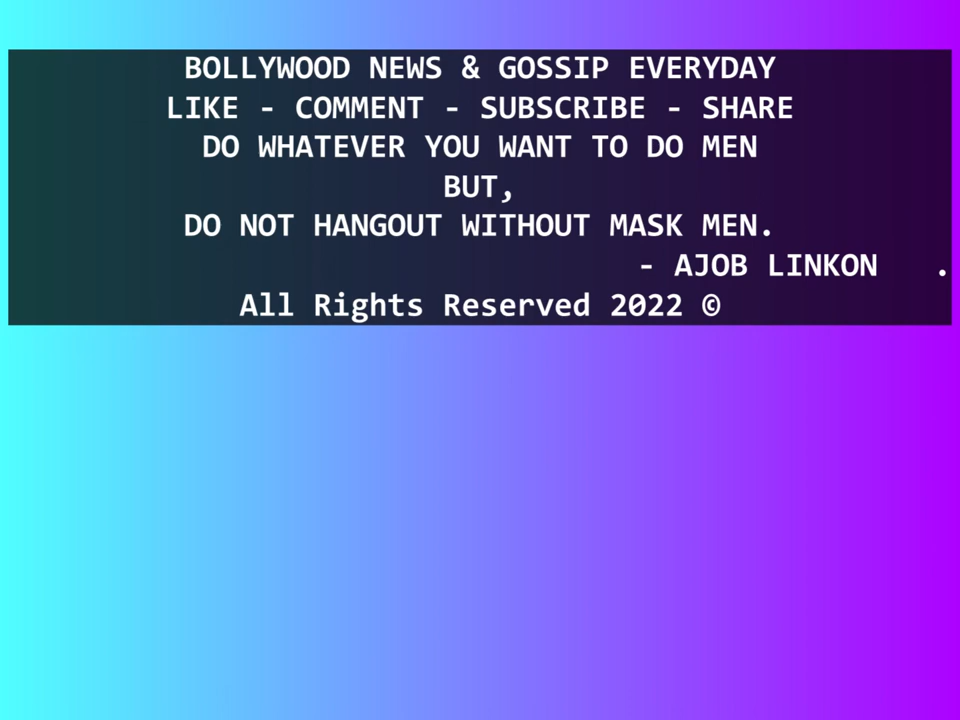 BOLLYWOOD NEWS & GOSSIP EVERYDAY
LIKE - COMMENT - SUBSCRIBE - SHARE
DO WHATEVER YOU WANT TO DO MEN
BUT,
DO NOT HANGOUT WITHOUT MASK MEN.
- AJOB LINKON .
All Rights Reserved 2022 ©